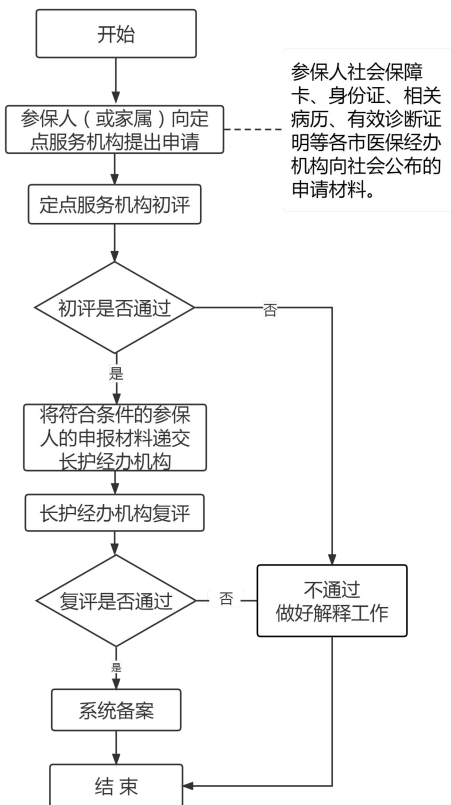 开始
参保人（或家属）向定
点服务机构提出申请
参保人社会保障
卡、身份证、相关
病历、有效诊断证
明等各市医保经办
机构向社会公布的
申请材料。
定点服务机构初评
初评是否通过
否
是
将符合条件的参保
人的申报材料递交
长护经办机构
长护经办机构复评
复评是否通过
否
不通过
做好解释工作
是
系统备案
结 束